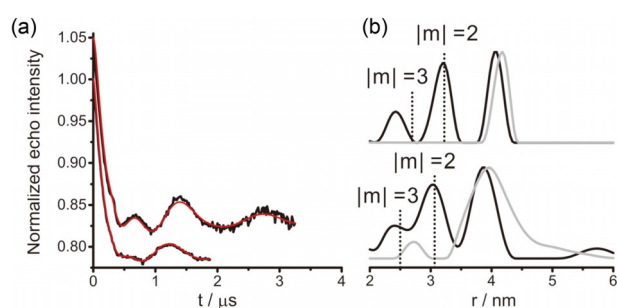 (a)
1.05
1.00
0.95
0.90
0.85
0.80
Normalized echo intensity
0 1 2 3 4
t / μs
(b)
|m| =2
|m| =3
|m| =2
|m| =3
2 3 4 5 6
r / nm